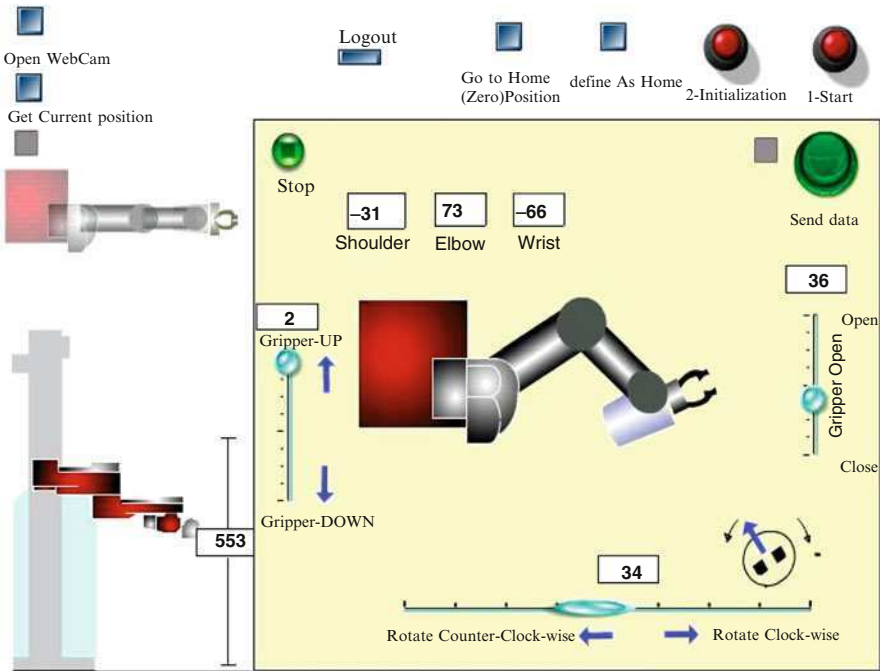 Open WebCam
Logout
Go to Home
(Zero)Position
define As Home
2-Initialization
1-Start
Get Current position
Stop
Send data
–31
73
–66
Shoulder
Elbow
Wrist
36
2
Gripper-UP
Open
Gripper Open
Close
Gripper-DOWN
553
34
Rotate Counter-Clock-wise
Rotate Clock-wise